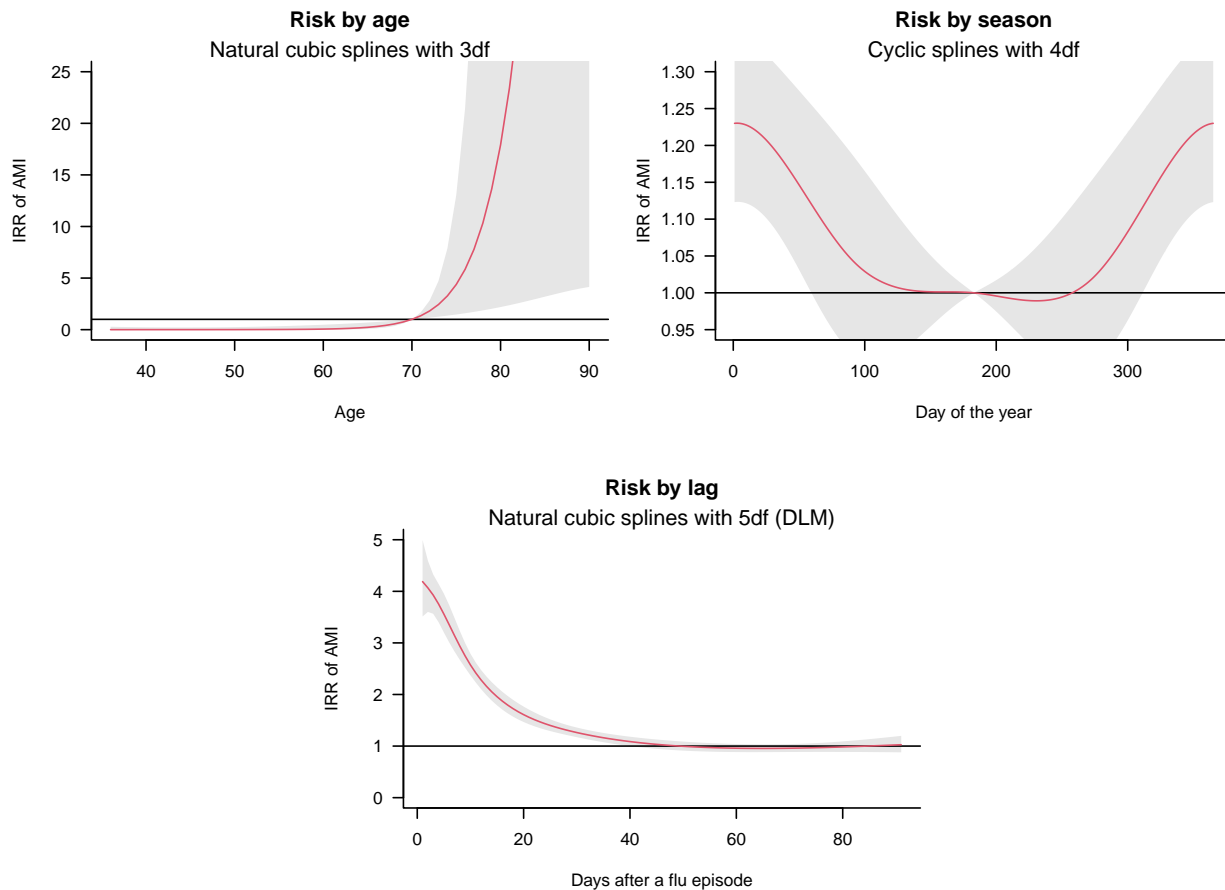 Risk by age
Natural cubic splines with 3df
25
20
15
10
5
0
IRR of AMI
40 50 60 70 80 90
Age
Risk by season
Cyclic splines with 4df
1.30
1.25
1.20
1.15
1.10
1.05
1.00
0.95
IRR of AMI
0 100 200 300
Day of the year
Risk by lag
Natural cubic splines with 5df (DLM)
5
4
3
2
1
0
IRR of AMI
0 20 40 60 80
Days after a flu episode